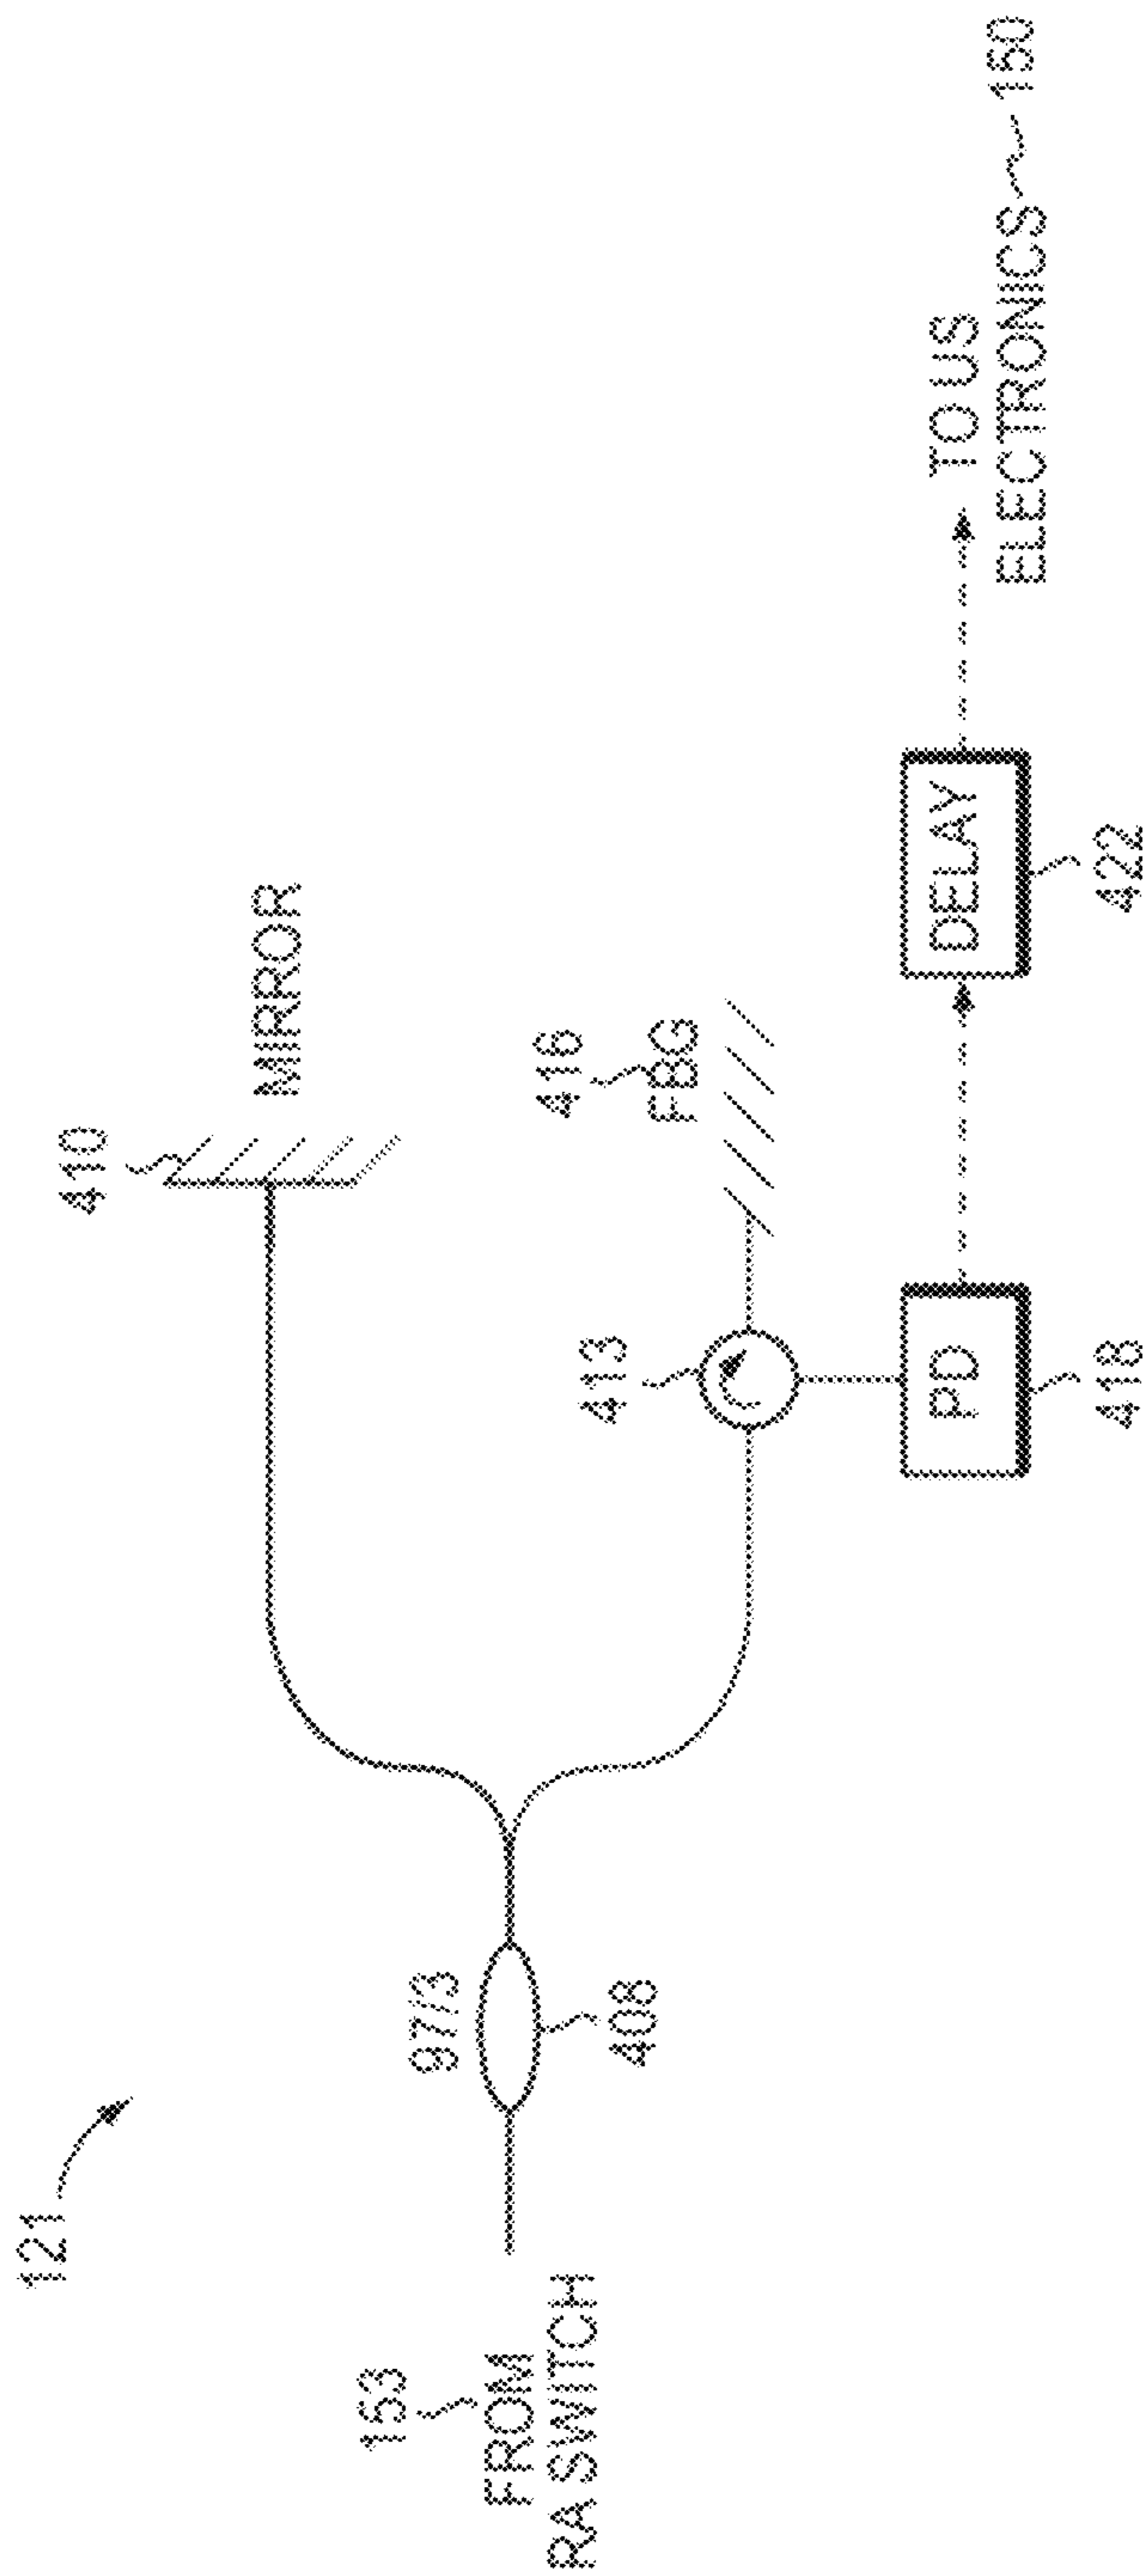 121
153
FROM
RA SWITCH
97/3
408
410
MIRROR
413
416
FBG
PD
418
DELAY
422
TO US
ELECTRONICS 150